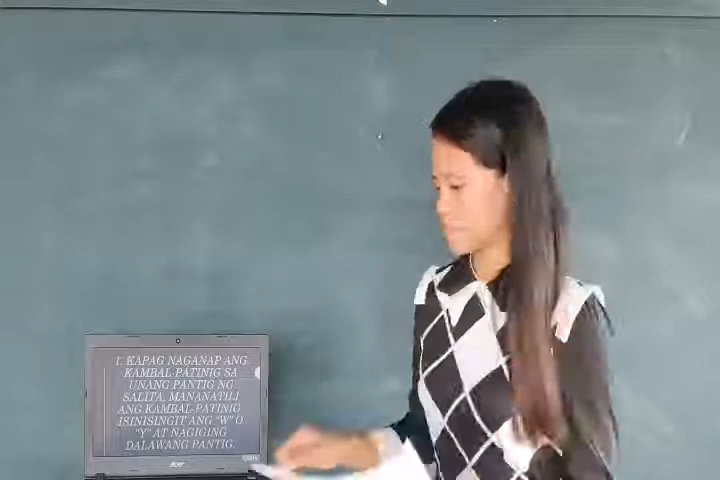 1. KAPAG NAGANAP ANG
KAMBAL-PATINIG SA
UNANG PANTIG NG
SALITA, MANANATILI
ANG KAMBAL-PATINIG
ISINISINGIT ANG "W" O
"Y" AT NAGIGING
DALAWANG PANTIG.
acer